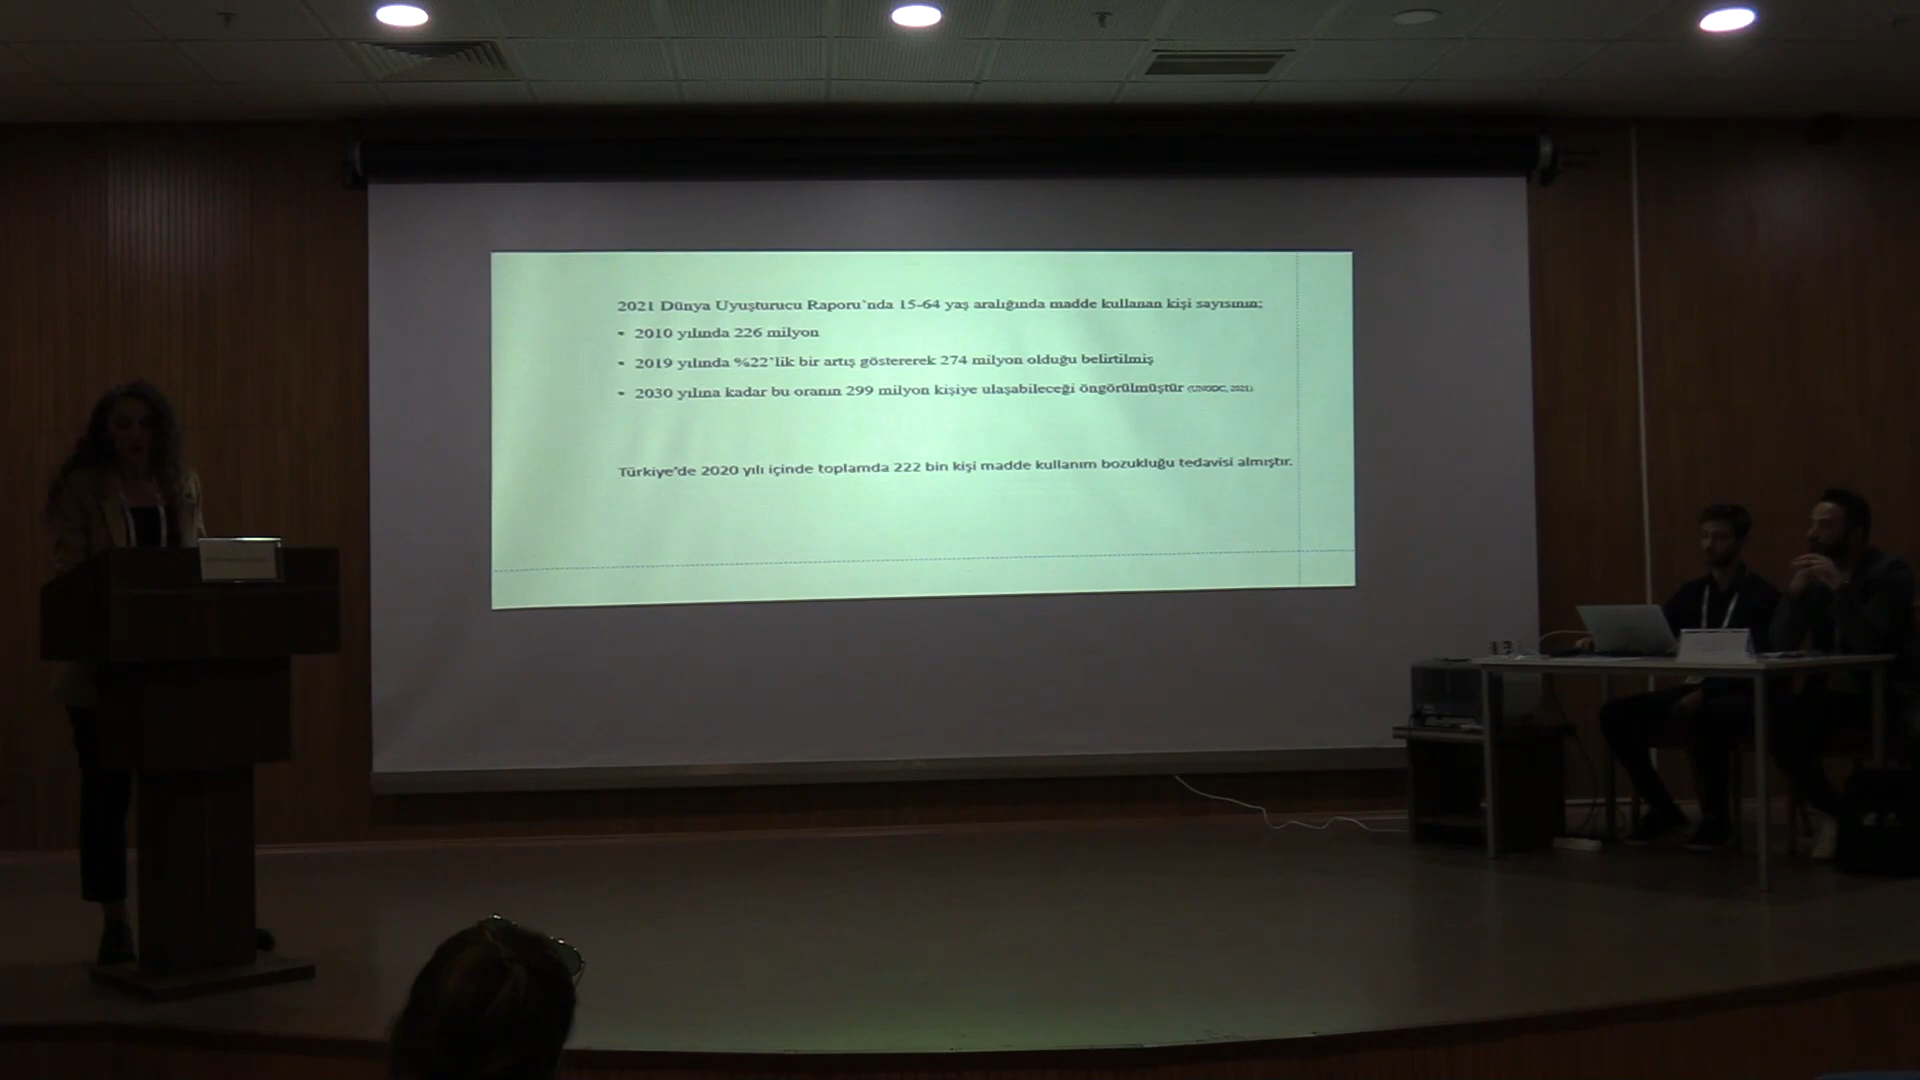 2021 Dünya Uyuşturucu Raporu`nda 15-64 yaş aralığında madde kullanan kişi sayısının;
• 2010 yılında 226 milyon
• 2019 yılında %22`lik bir artış göstererek 274 milyon olduğu belirtilmiş
• 2030 yılına kadar bu oranın 299 milyon kişiye ulaşabileceği öngörülmüştür (UNODC, 2021)
Türkiye'de 2020 yılı içinde toplamda 222 bin kişi madde kullanım bozukluğu tedavisi almıştır.